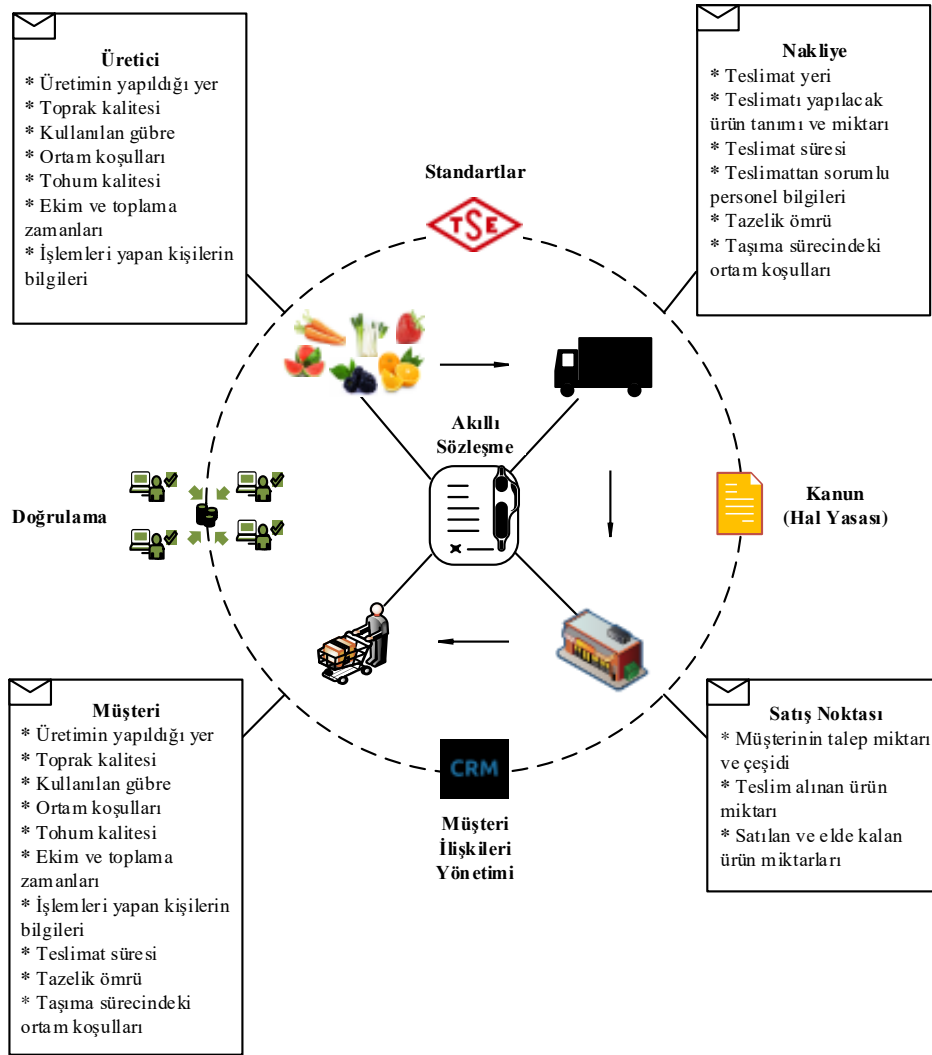 Üretici
* Üretimin yapıldığı yer
* Toprak kalitesi
* Kullanılan gübre
* Ortam koşulları
* Tohum kalitesi
* Ekim ve toplama
zamanları
* İşlemleri yapan kişilerin
bilgileri
Nakliye
* Teslimat yeri
* Teslimatı yapılacak
ürün tanımı ve miktarı
* Teslimat süresi
* Teslimattan sorumlu
personel bilgileri
* Tazelik ömrü
* Taşıma sürecindeki
ortam koşulları
Standartlar
TSE
Akıllı
Sözleşme
Doğrulama
Kanun
(Hal Yasası)
Müşteri
* Üretimin yapıldığı yer
* Toprak kalitesi
* Kullanılan gübre
* Ortam koşulları
* Tohum kalitesi
* Ekim ve toplama
zamanları
* İşlemleri yapan kişilerin
bilgileri
* Teslimat süresi
* Tazelik ömrü
* Taşıma sürecindeki
ortam koşulları
CRM
Müşteri
İlişkileri
Yönetimi
Satış Noktası
* Müşterinin talep miktarı
ve çeşidi
* Teslim alınan ürün
miktarı
* Satılan ve elde kalan
ürün miktarları